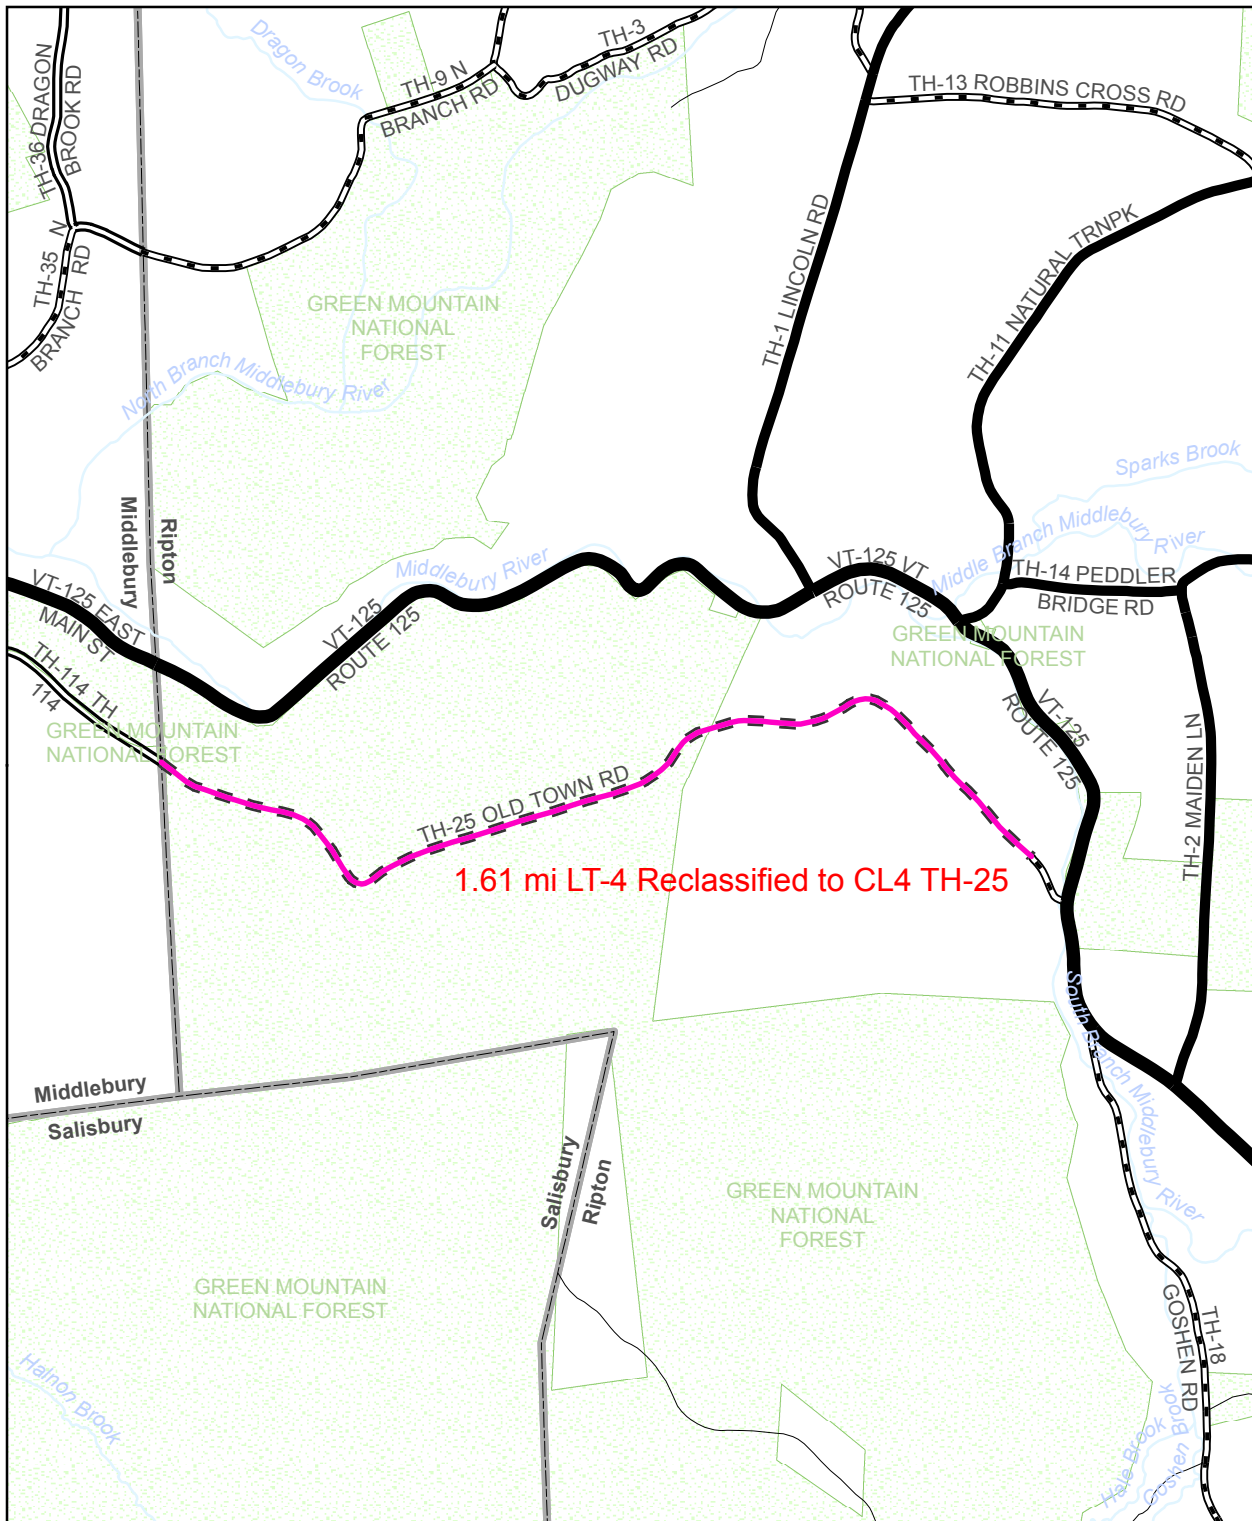 Dragon Brook
TH-3
DUGWAY RD
TH-9 N
BRANCH RD
TH-36 DRAGON
BROOK RD
TH-13 ROBBINS CROSS RD
TH-35 N
BRANCH RD
TH-1 LINCOLN RD
TH-11 NATURAL TRNPK
GREEN MOUNTAIN
NATIONAL
FOREST
North Branch Middlebury River
Sparks Brook
Middlebury
Ripton
Middlebury River
Middle Branch Middlebury
River
VT-125 VT
ROUTE 125
TH-14 PEDDLER
BRIDGE RD
VT-125 EAST
MAIN ST
VT-125
ROUTE 125
GREEN MOUNTAIN
NATIONAL FOREST
TH-114 TH
114
GREEN MOUNTAIN
NATIONAL FOREST
VT-125
ROUTE 125
TH-2 MAIDEN LN
TH-25 OLD TOWN RD
1.61 mi LT-4 Reclassified to CL4 TH-25
South Branch Middlebury River
Middlebury
Salisbury
Salisbury
Ripton
GREEN MOUNTAIN
NATIONAL
FOREST
GREEN MOUNTAIN
NATIONAL FOREST
TH-18
GOSHEN RD
Halnon Brook
Hale Brook
Goshen Brook